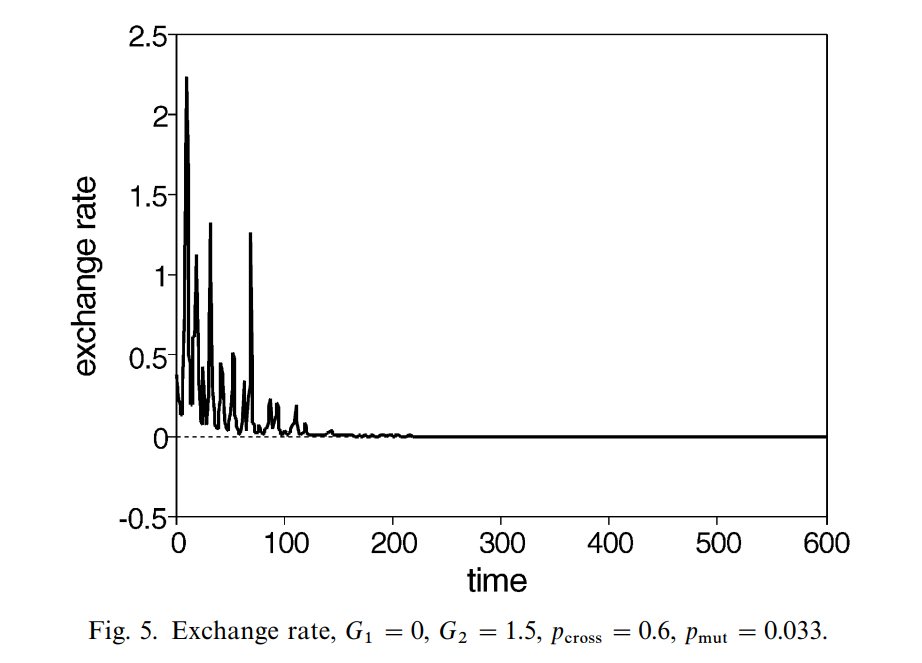 2.5
2
1.5
1
0.5
0
-0.5
exchange rate
0 100 200 300 400 500 600
time
Fig. 5. Exchange rate, G₁ = 0, G₂ = 1.5, p_cross = 0.6, p_mut = 0.033.